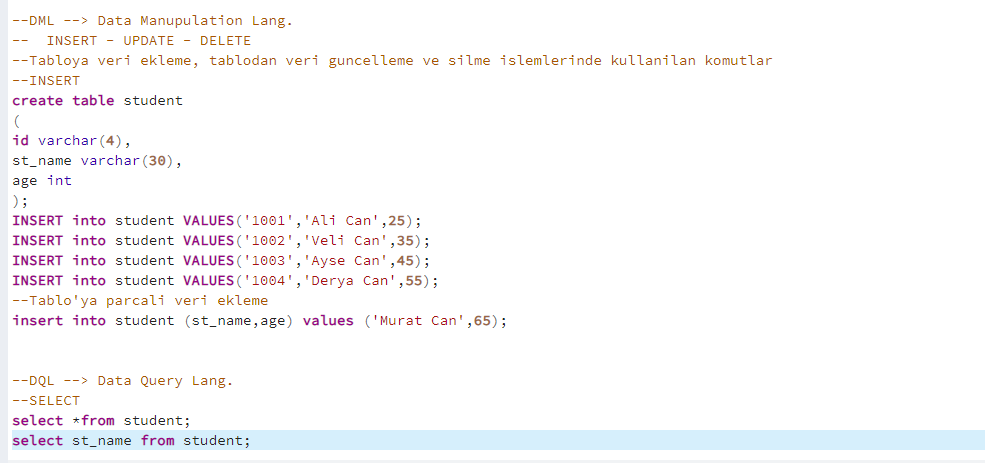 --DML --> Data Manupulation Lang.
--  INSERT - UPDATE - DELETE
--Tabloya veri ekleme, tablodan veri guncelleme ve silme islemlerinde kullanilan komutlar
--INSERT
create table student
(
id varchar(4),
st_name varchar(30),
age int
);
INSERT into student VALUES('1001','Ali Can',25);
INSERT into student VALUES('1002','Veli Can',35);
INSERT into student VALUES('1003','Ayse Can',45);
INSERT into student VALUES('1004','Derya Can',55);
--Tablo'ya parcali veri ekleme
insert into student (st_name,age) values ('Murat Can',65);
--DQL --> Data Query Lang.
--SELECT
select *from student;
select st_name from student;